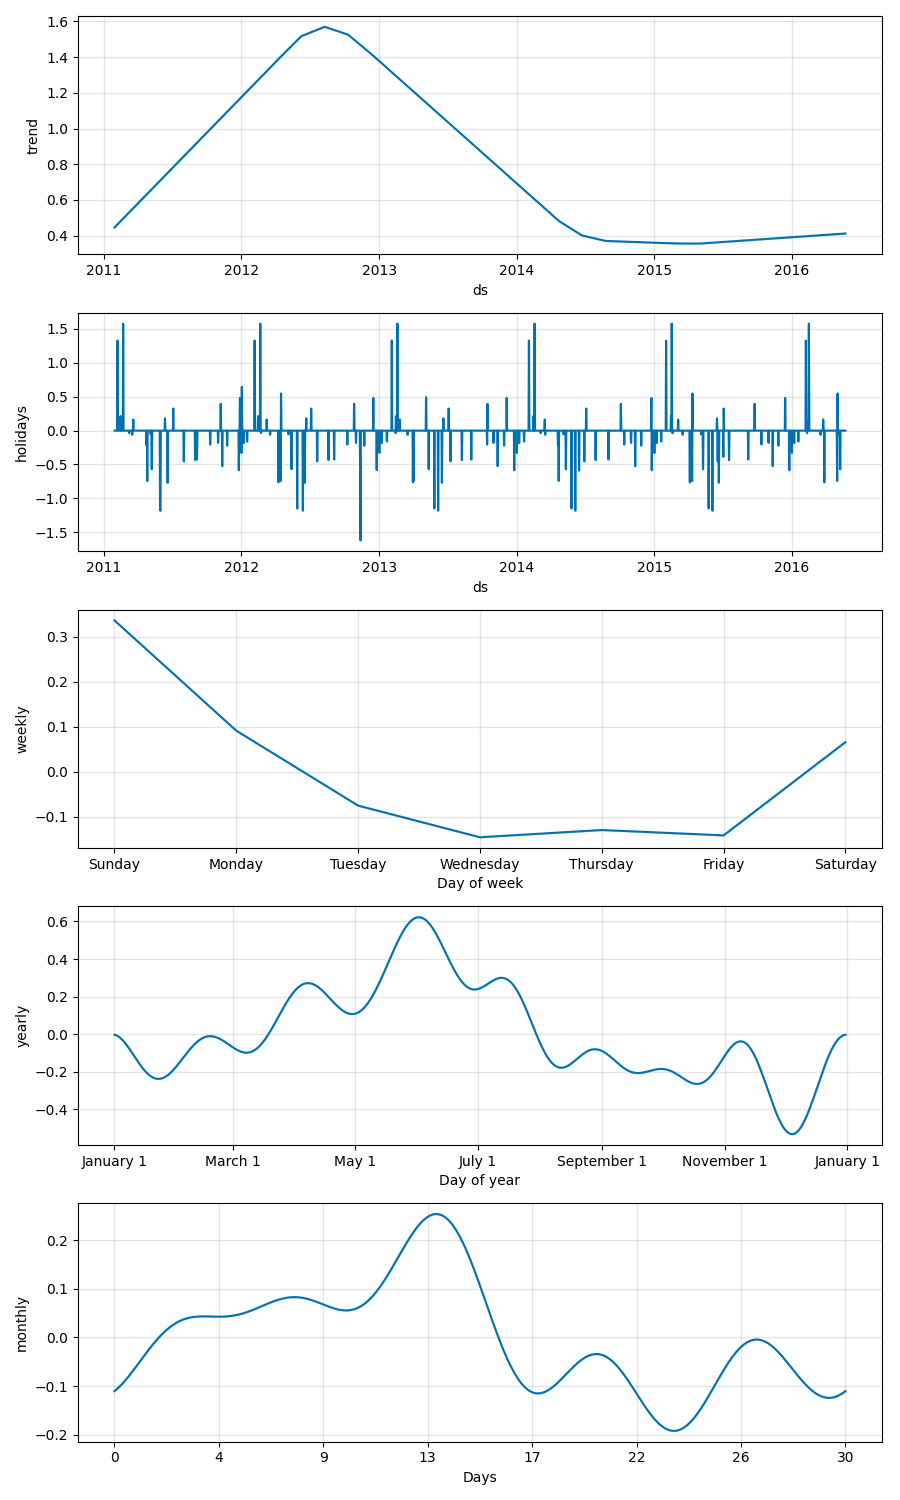 1.6
1.4
1.2
1.0
0.8
0.6
0.4
trend
2011 2012 2013 2014 2015 2016
ds
1.5
1.0
0.5
0.0
−0.5
−1.0
−1.5
holidays
2011 2012 2013 2014 2015 2016
ds
0.3
0.2
0.1
0.0
−0.1
weekly
Sunday Monday Tuesday Wednesday Thursday Friday Saturday
Day of week
0.6
0.4
0.2
0.0
−0.2
−0.4
yearly
January 1 March 1 May 1 July 1 September 1 November 1 January 1
Day of year
0.2
0.1
0.0
−0.1
−0.2
monthly
0 4 9 13 17 22 26 30
Days